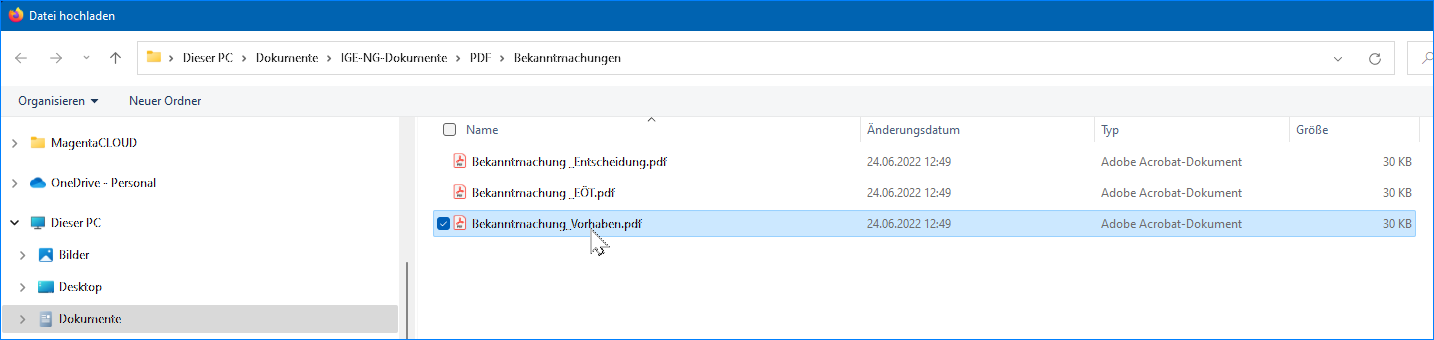 Datei hochladen
Dieser PC Dokumente IGE-NG-Dokumente PDF Bekanntmachungen
Organisieren Neuer Ordner
Name Änderungsdatum Typ Größe
MagentaCLOUD
Bekanntmachung_Entscheidung.pdf 24.06.2022 12:49 Adobe Acrobat-Dokument 30 KB
OneDrive - Personal
Bekanntmachung_EÖT.pdf 24.06.2022 12:49 Adobe Acrobat-Dokument 30 KB
Dieser PC
Bekanntmachung_Vorhaben.pdf 24.06.2022 12:49 Adobe Acrobat-Dokument 30 KB
Bilder
Desktop
Dokumente